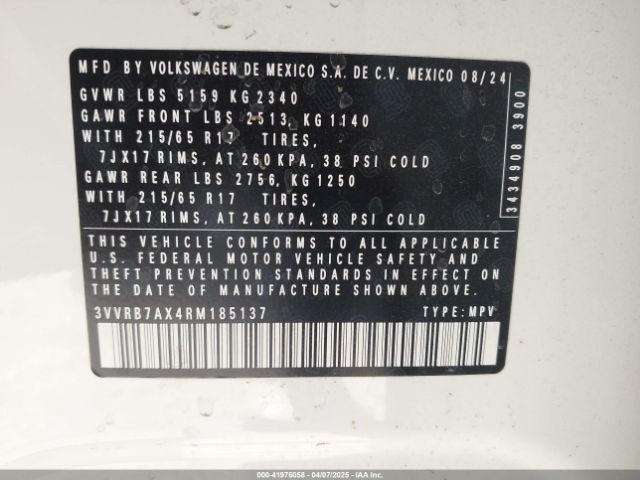 MFD BY VOLKSWAGEN DE MEXICO S.A. DE C.V. MEXICO 08/24
GVWR LBS 5159 KG 2340
GAWR FRONT LBS 2513, KG 1140
WITH 215/65 R17 TIRES,
7JX17 RIMS, AT 260 KPA, 38 PSI COLD
GAWR REAR LBS 2756, KG 1250
WITH 215/65 R17 TIRES,
7JX17 RIMS, AT 260 KPA, 38 PSI COLD
3434908 3900
THIS VEHICLE CONFORMS TO ALL APPLICABLE
U.S. FEDERAL MOTOR VEHICLE SAFETY AND
THEFT PREVENTION STANDARDS IN EFFECT ON
THE DATE OF MANUFACTURE SHOWN ABOVE.
3VVRB7AX4RM185137 TYPE: MPV
000-41976058 - 04/07/2025 - Copart